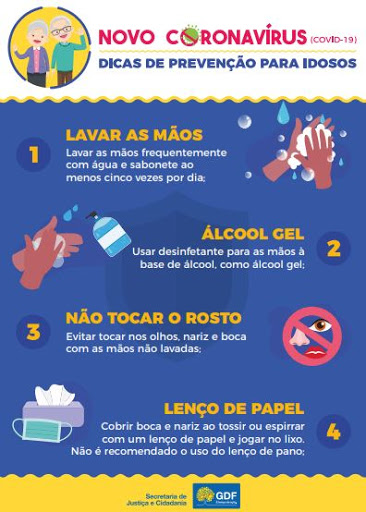 NOVO CORONAVÍRUS (COVID-19)
DICAS DE PREVENÇÃO PARA IDOSOS
1
LAVAR AS MÃOS
Lavar as mãos frequentemente
com água e sabonete ao
menos cinco vezes por dia;
ÁLCOOL GEL
2
Usar desinfetante para as mãos à
base de álcool, como álcool gel;
3
NÃO TOCAR O ROSTO
Evitar tocar nos olhos, nariz e boca
com as mãos não lavadas;
LENÇO DE PAPEL
4
Cobrir boca e nariz ao tossir ou espirrar
com um lenço de papel e jogar no lixo.
Não é recomendado o uso do lenço de pano;
Secretaria de
Justiça e Cidadania
GDF